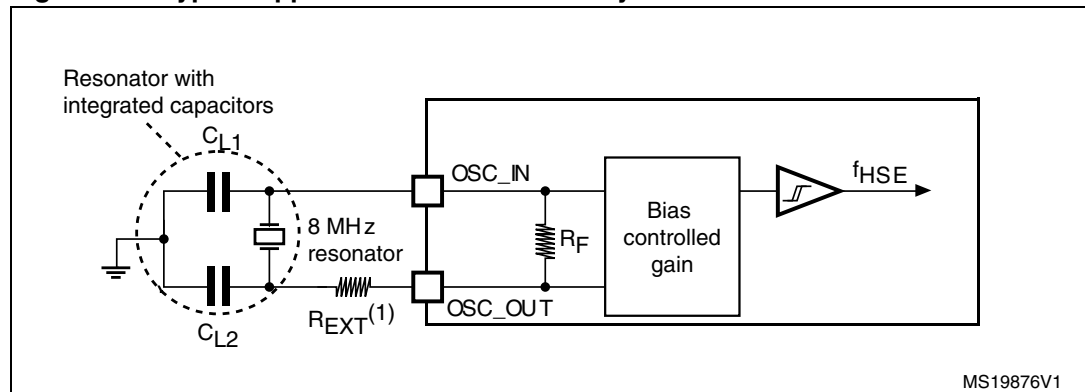 Resonator with
integrated capacitors
CL1
OSC_IN
fHSE
8 MHz
resonator
RF
Bias
controlled
gain
REXT(1)
OSC_OUT
CL2
MS19876V1